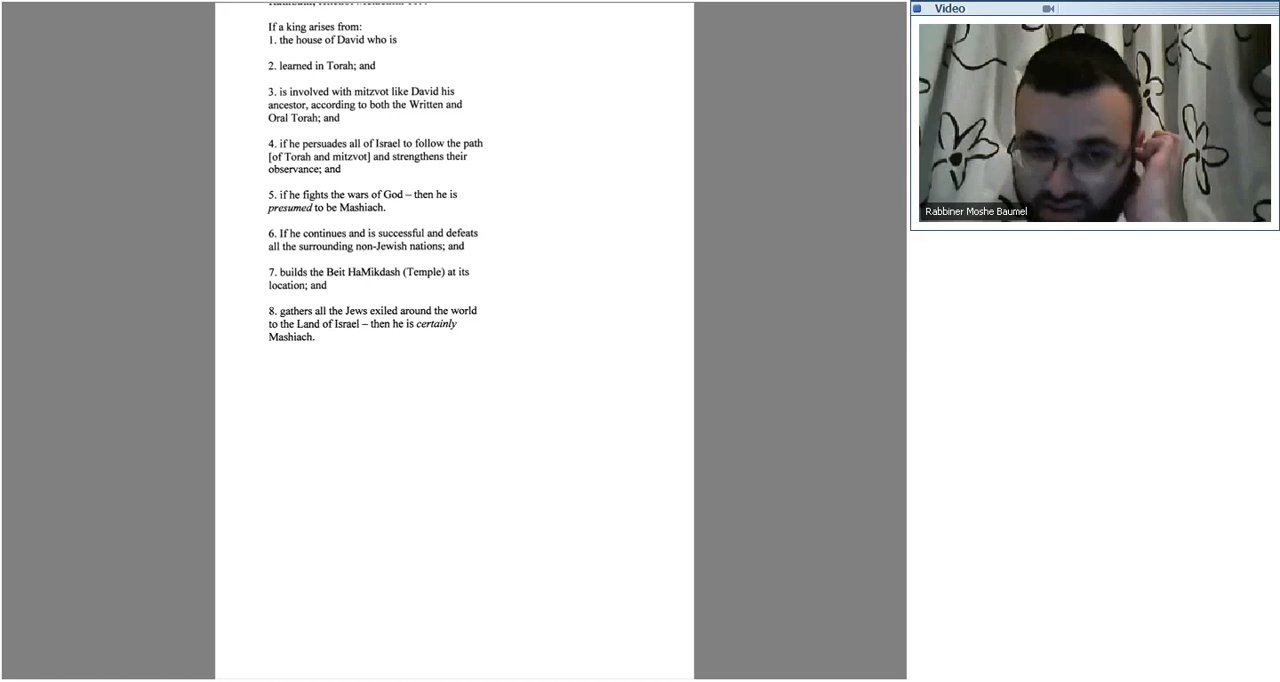 If a king arises from:
1. the house of David who is
2. learned in Torah; and
3. is involved with mitzvot like David his
ancestor, according to both the Written and
Oral Torah; and
4. if he persuades all of Israel to follow the path
[of Torah and mitzvot] and strengthens their
observance; and
5. if he fights the wars of God – then he is
presumed to be Mashiach.
6. If he continues and is successful and defeats
all the surrounding non-Jewish nations; and
7. builds the Beit HaMikdash (Temple) at its
location; and
8. gathers all the Jews exiled around the world
to the Land of Israel – then he is certainly
Mashiach.
Video
Rabbiner Moshe Baumel